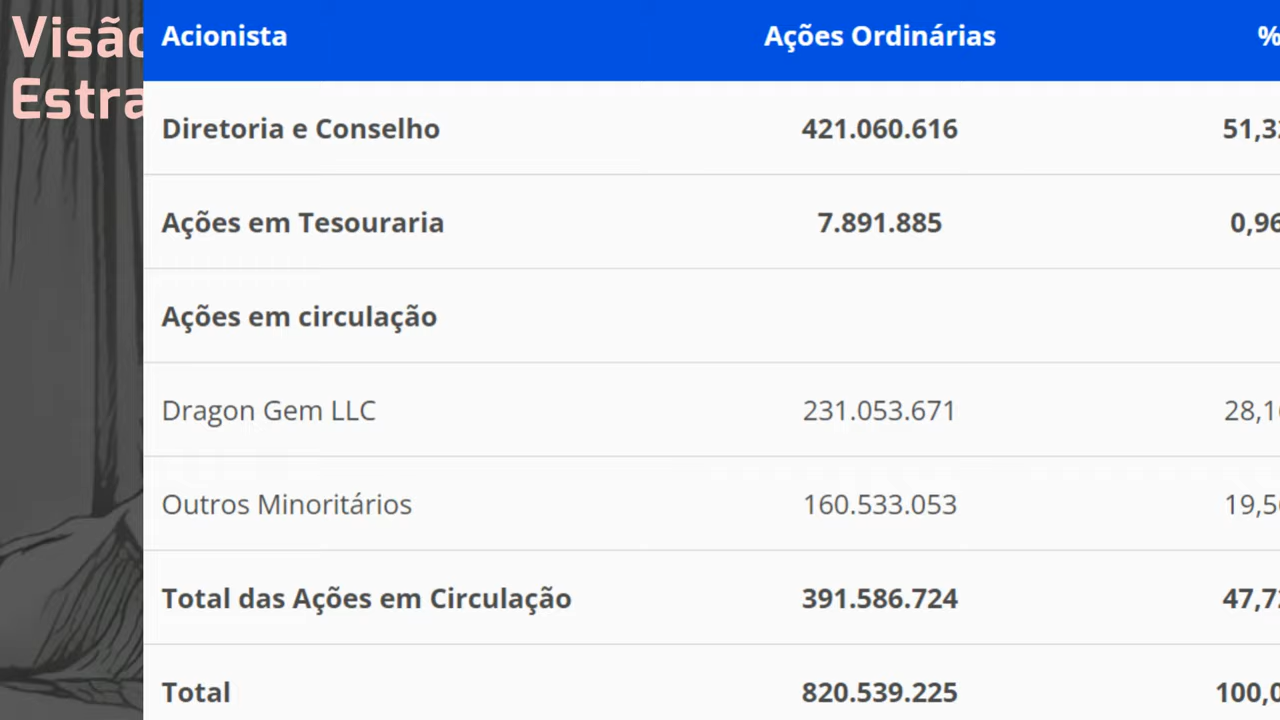 Acionista Ações Ordinárias %
Diretoria e Conselho 421.060.616
Ações em Tesouraria 7.891.885
Ações em circulação
Dragon Gem LLC 231.053.671
Outros Minoritários 160.533.053
Total das Ações em Circulação 391.586.724
Total 820.539.225